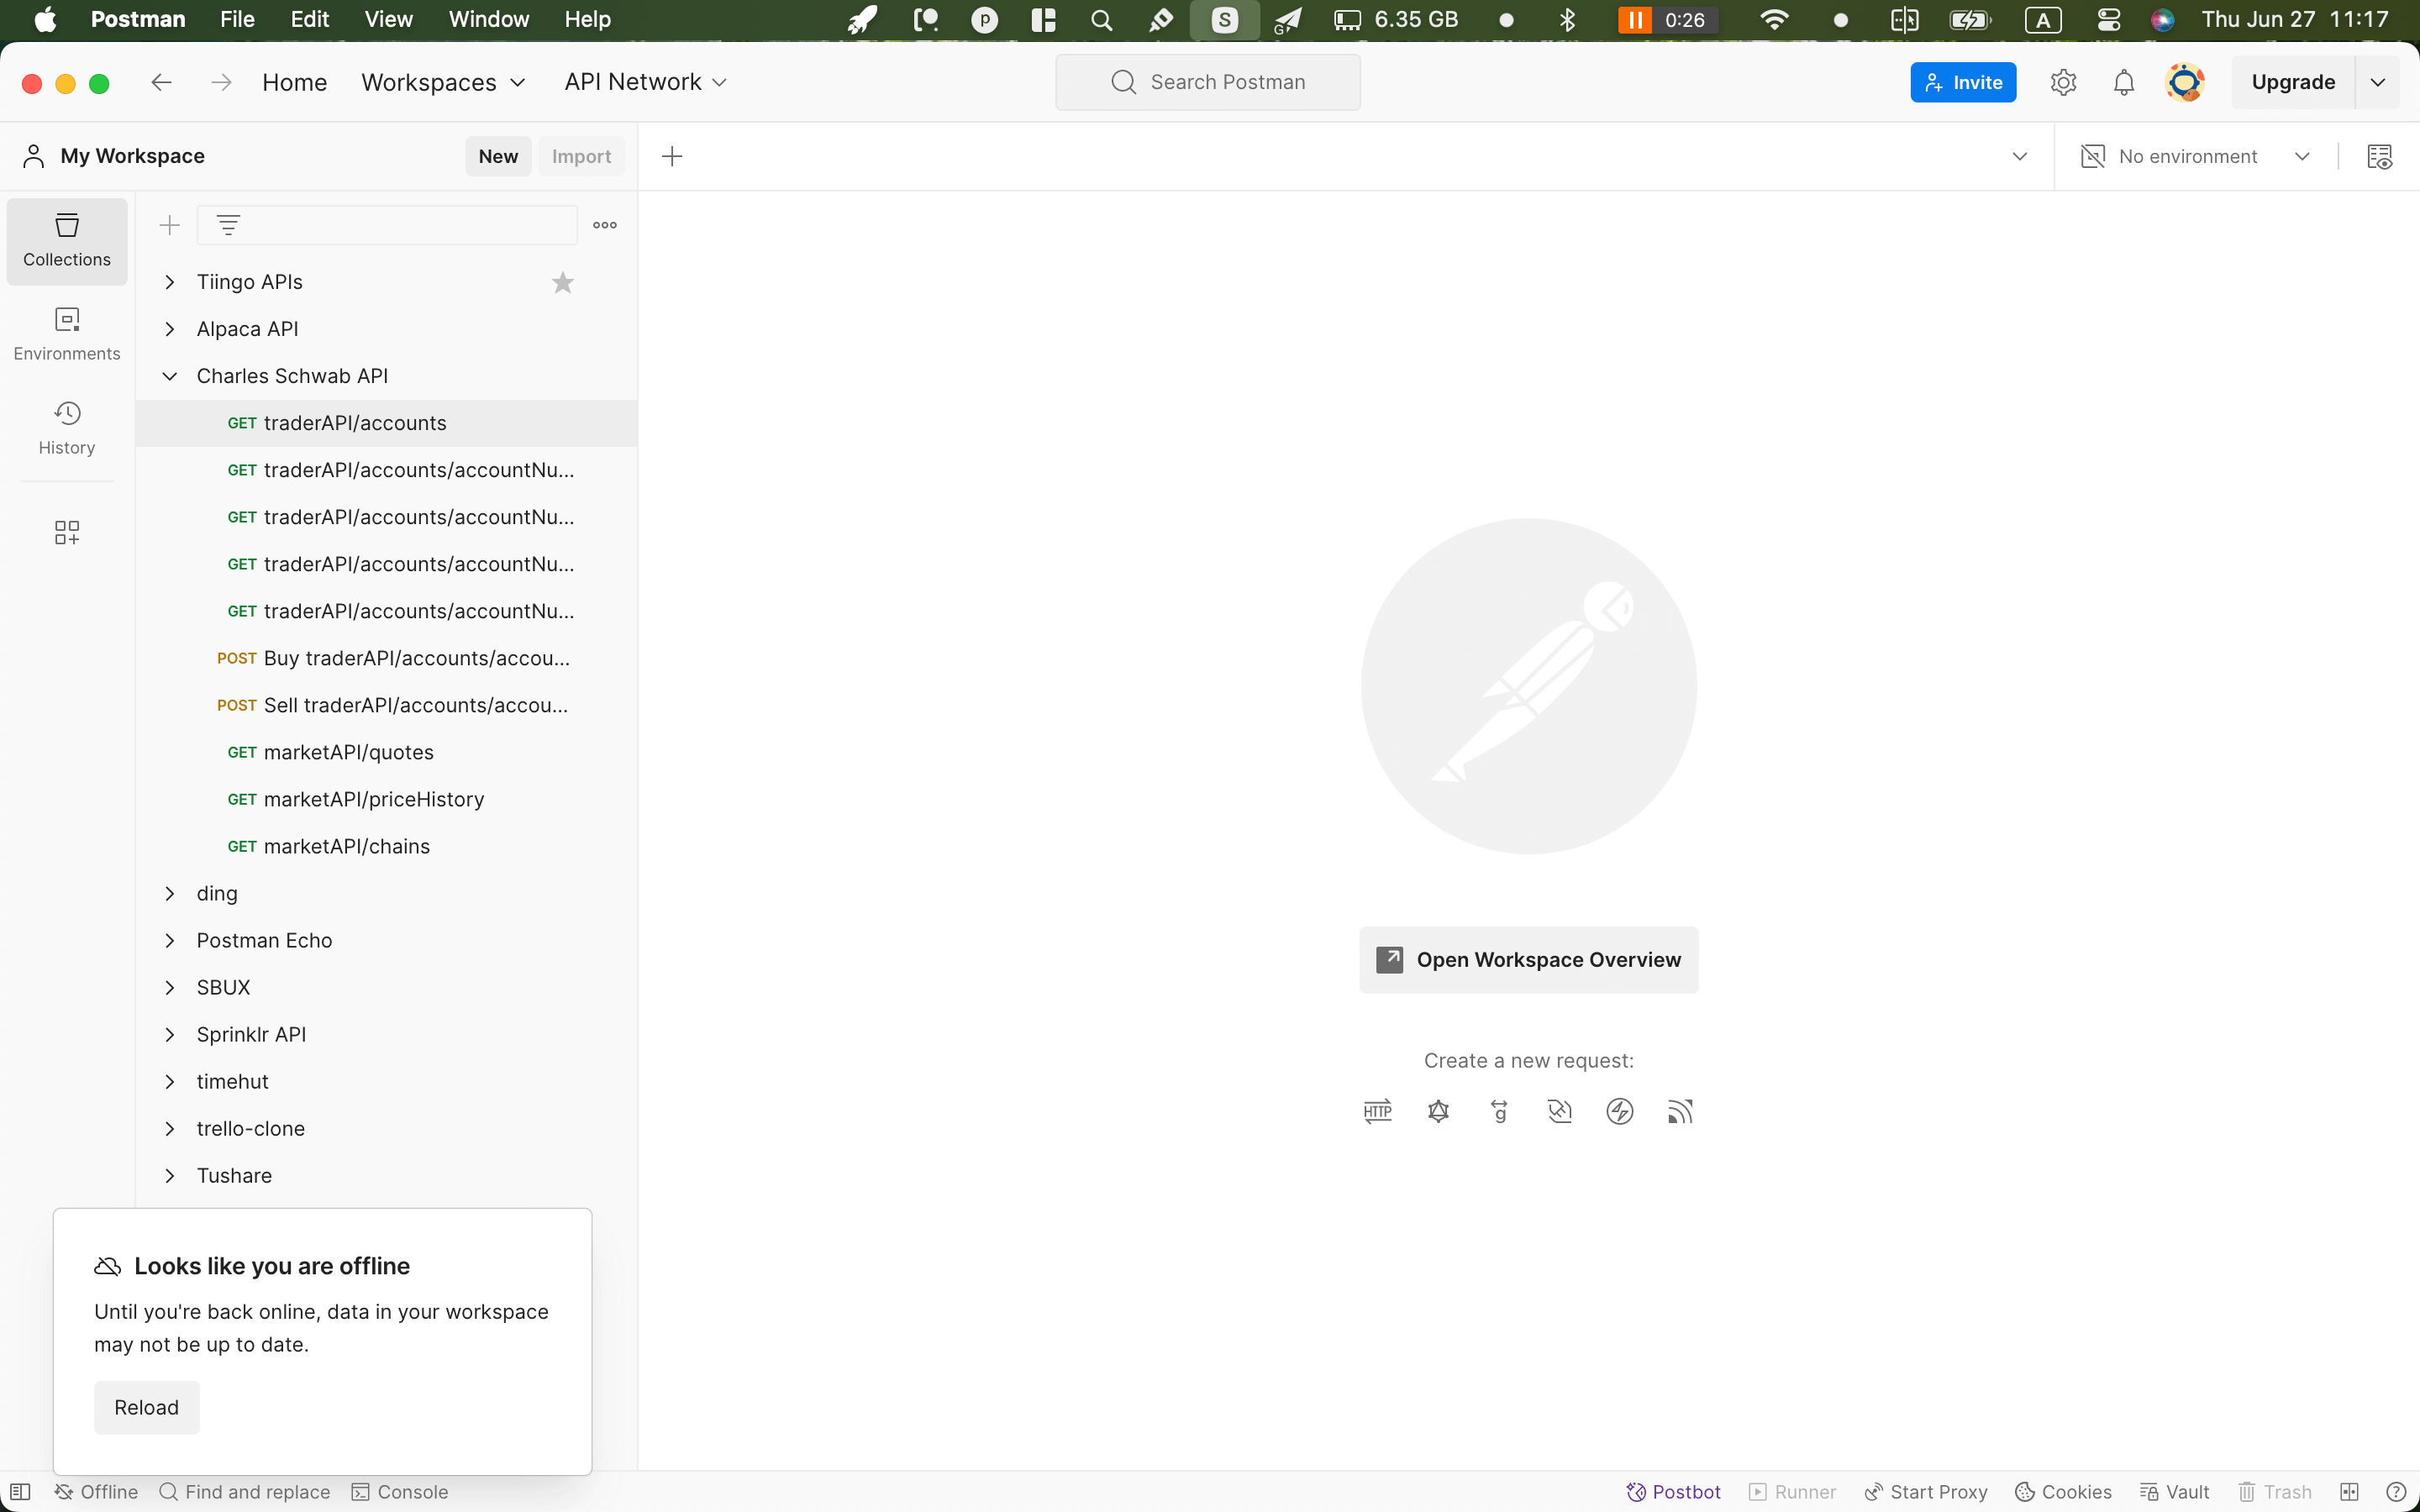 Postman File Edit View Window Help
6.35 GB
0:26
A
Thu Jun 27 11:17
Home Workspaces API Network
Search Postman
Invite
Upgrade
My Workspace
New
Import
No environment
Collections
Environments
History
Tiingo APIs
Alpaca API
Charles Schwab API
GET traderAPI/accounts
GET traderAPI/accounts/accountNu...
GET traderAPI/accounts/accountNu...
GET traderAPI/accounts/accountNu...
GET traderAPI/accounts/accountNu...
POST Buy traderAPI/accounts/accou...
POST Sell traderAPI/accounts/accou...
GET marketAPI/quotes
GET marketAPI/priceHistory
GET marketAPI/chains
ding
Postman Echo
SBUX
Sprinklr API
timehut
trello-clone
Tushare
Looks like you are offline
Until you're back online, data in your workspace
may not be up to date.
Reload
Open Workspace Overview
Create a new request:
HTTP
g
Offline Find and replace Console
Postbot Runner Start Proxy Cookies Vault Trash